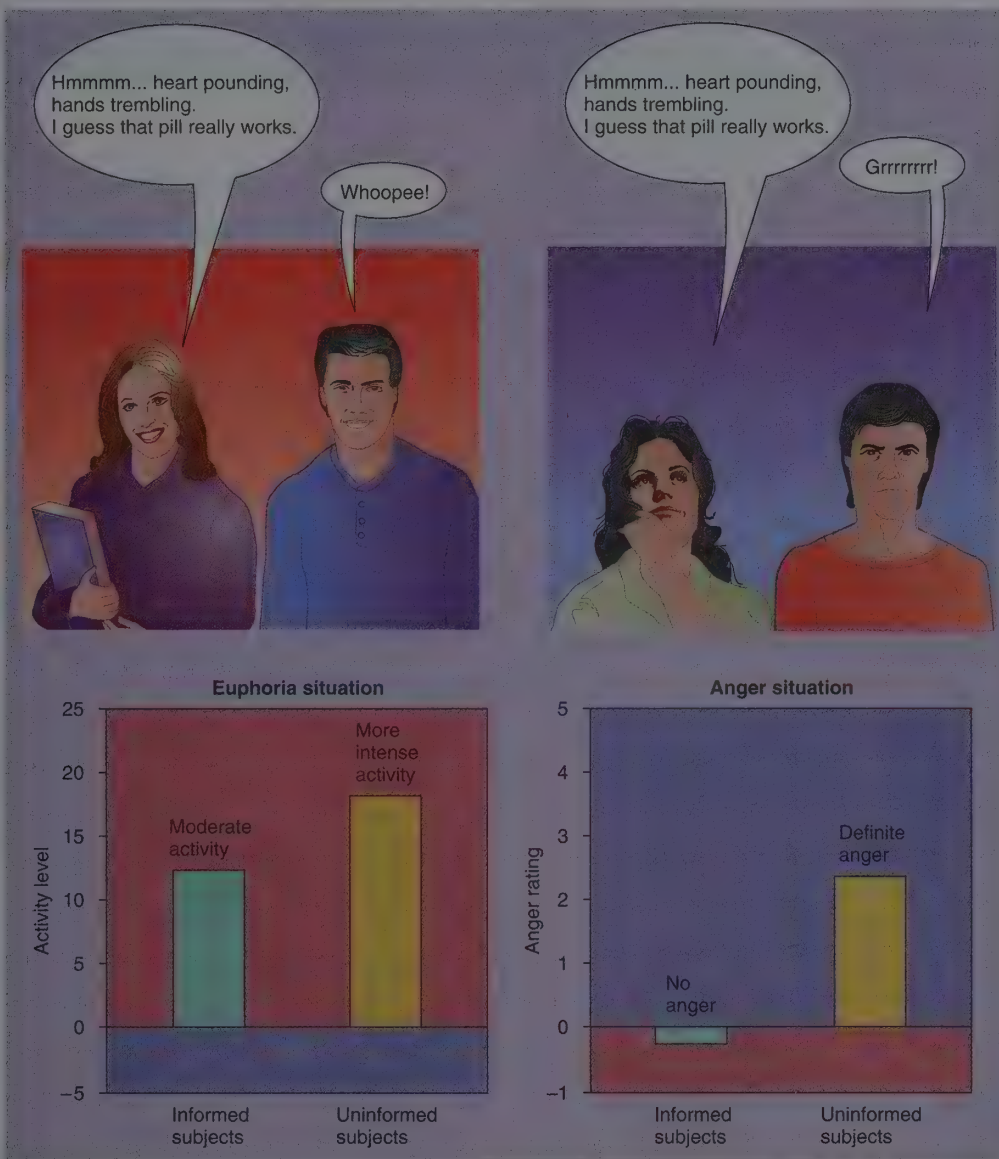 Hmmmm... heart pounding,
hands trembling.
I guess that pill really works.
Whoopee!
Hmmmm... heart pounding,
hands trembling.
I guess that pill really works.
Grrrrrrrr!
Euphoria situation
25
20
15
10
5
0
–5
Activity level
More
intense
activity
Moderate
activity
Informed
subjects
Uninformed
subjects
Anger situation
5
4
3
2
1
0
–1
Anger rating
Definite
anger
No
anger
Informed
subjects
Uninformed
subjects